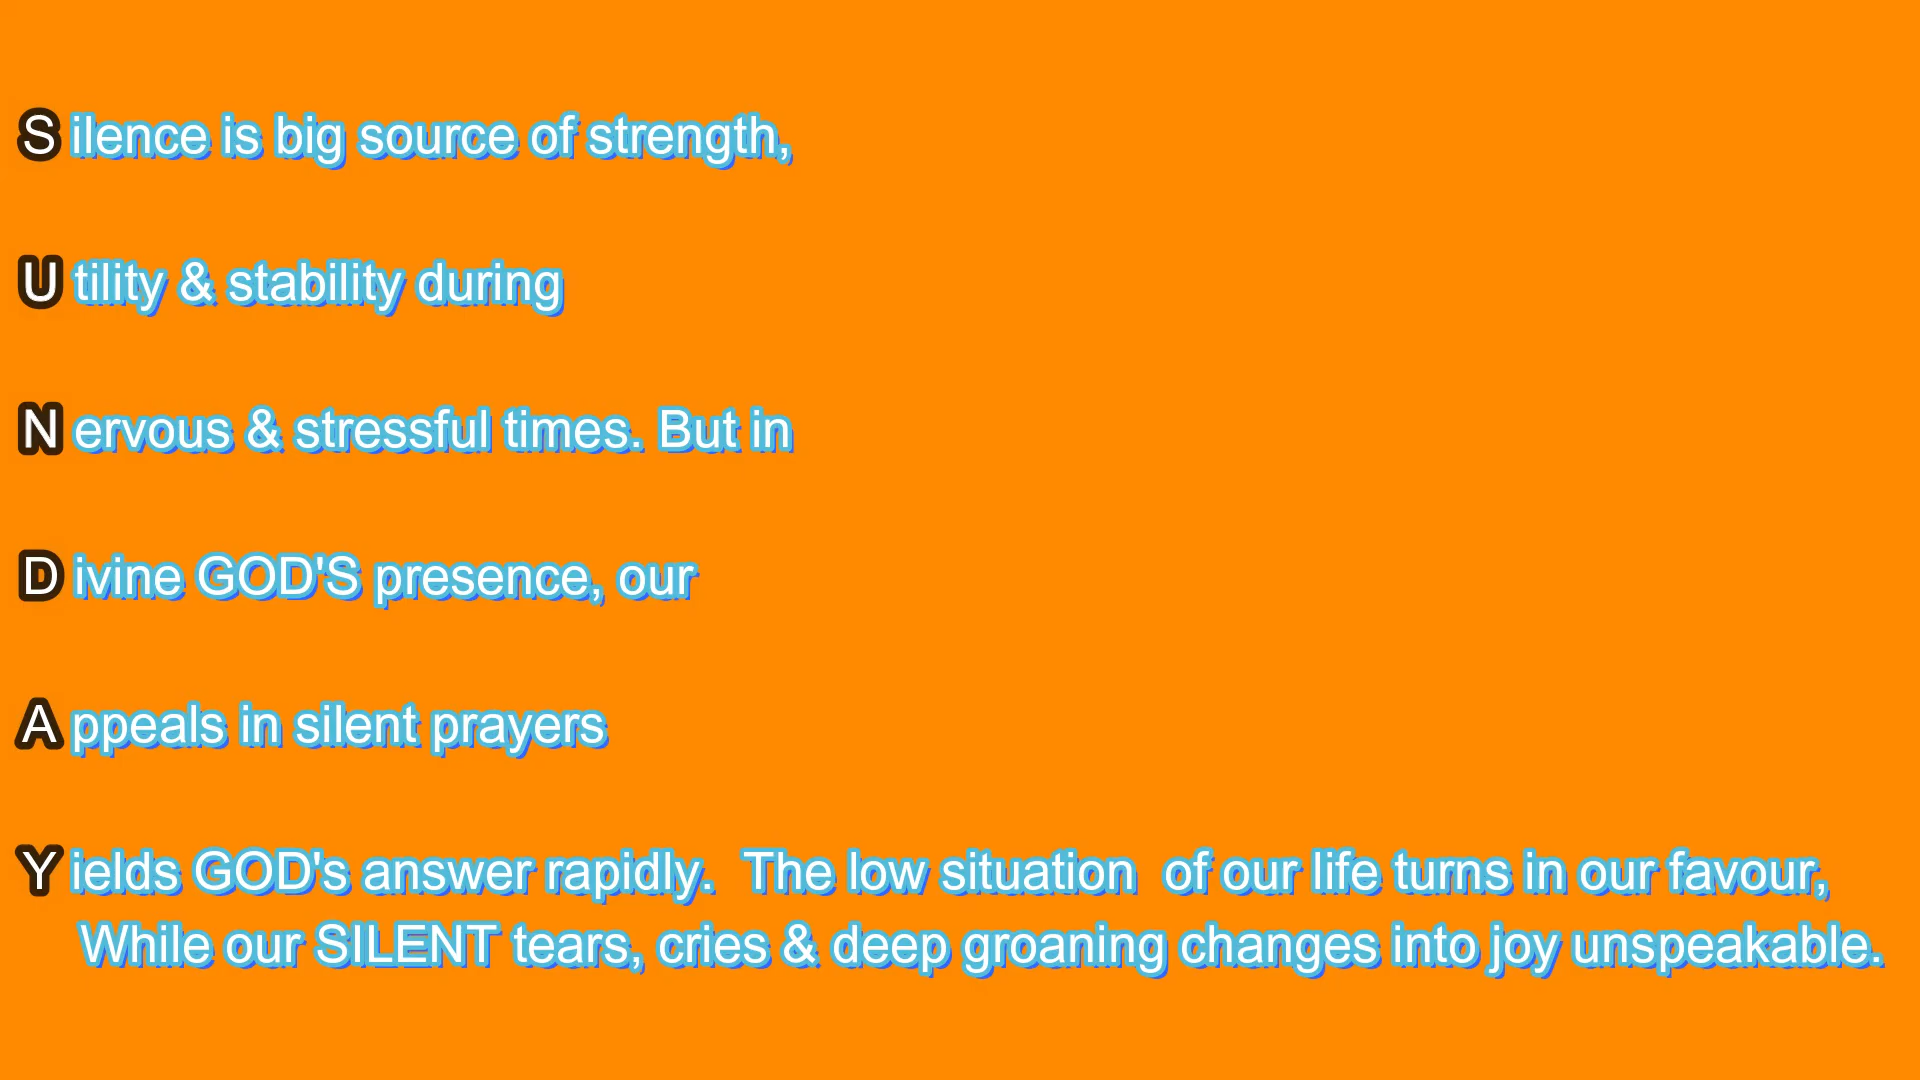 S ilence is big source of strength,
U tility & stability during
N ervous & stressful times. But in
D ivine GOD'S presence, our
A ppeals in silent prayers
Y ields GOD's answer rapidly.  The low situation  of our life turns in our favour,
While our SILENT tears, cries & deep groaning changes into joy unspeakable.